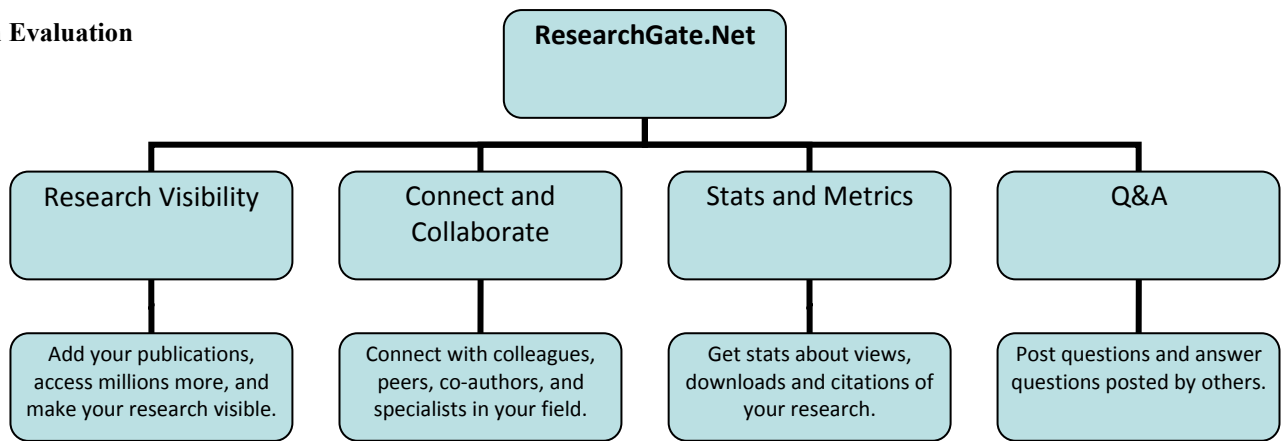 Evaluation
ResearchGate.Net
Research Visibility
Connect and
Collaborate
Stats and Metrics
Q&A
Add your publications,
access millions more, and
make your research visible.
Connect with colleagues,
peers, co-authors, and
specialists in your field.
Get stats about views,
downloads and citations of
your research.
Post questions and answer
questions posted by others.